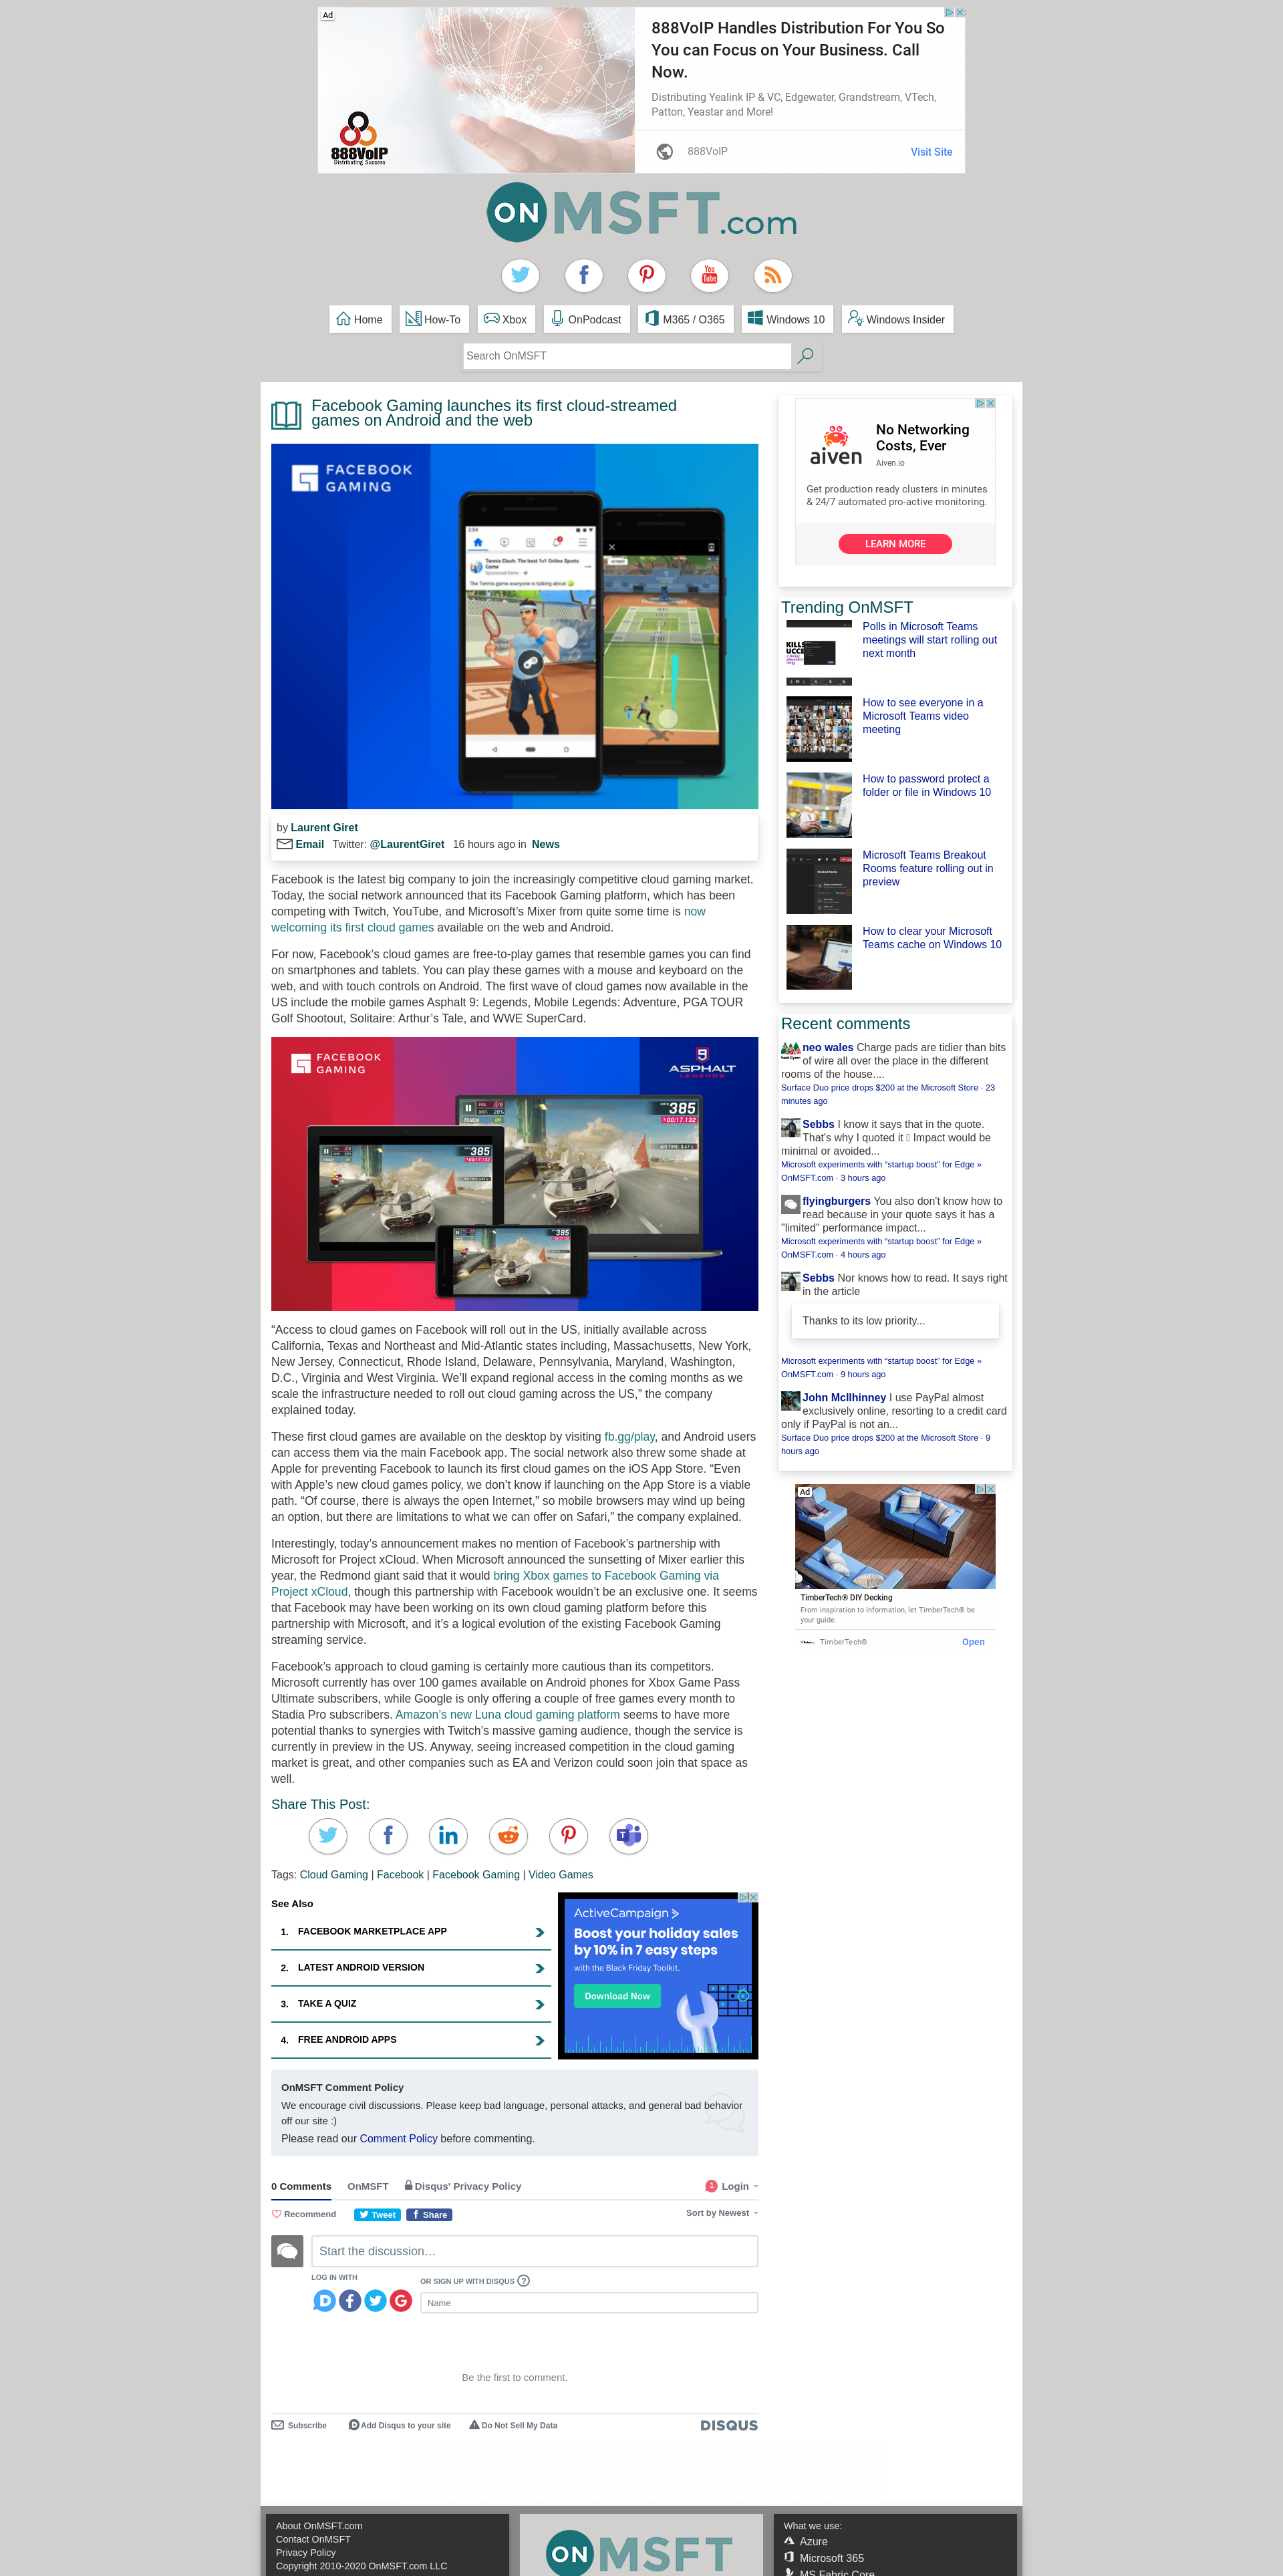 Ad
888VoIP Handles Distribution For You So
You can Focus on Your Business. Call
Now.
Distributing Yealink IP & VC, Edgewater, Grandstream, VTech,
Patton, Yeastar and More!
888VoIP
Distributing Success
888VoIP
Visit Site
ON MSFT.com
You
Tube
Home
How-To
Xbox
OnPodcast
M365 / O365
Windows 10
Windows Insider
Search OnMSFT
Facebook Gaming launches its first cloud-streamed
games on Android and the web
FACEBOOK
GAMING
Tennis Clash: The best 1v1 Online Sports
Game
The Tennis game everyone is talking about
by Laurent Giret
Email Twitter: @LaurentGiret 16 hours ago in News
Facebook is the latest big company to join the increasingly competitive cloud gaming market.
Today, the social network announced that its Facebook Gaming platform, which has been
competing with Twitch, YouTube, and Microsoft’s Mixer from quite some time is now
welcoming its first cloud games available on the web and Android.
For now, Facebook’s cloud games are free-to-play games that resemble games you can find
on smartphones and tablets. You can play these games with a mouse and keyboard on the
web, and with touch controls on Android. The first wave of cloud games now available in the
US include the mobile games Asphalt 9: Legends, Mobile Legends: Adventure, PGA TOUR
Golf Shootout, Solitaire: Arthur’s Tale, and WWE SuperCard.
FACEBOOK
GAMING
9
ASPHALT
LEGENDS
385
00:17.132
385
385
“Access to cloud games on Facebook will roll out in the US, initially available across
California, Texas and Northeast and Mid-Atlantic states including, Massachusetts, New York,
New Jersey, Connecticut, Rhode Island, Delaware, Pennsylvania, Maryland, Washington,
D.C., Virginia and West Virginia. We’ll expand regional access in the coming months as we
scale the infrastructure needed to roll out cloud gaming across the US,” the company
explained today.
These first cloud games are available on the desktop by visiting fb.gg/play, and Android users
can access them via the main Facebook app. The social network also threw some shade at
Apple for preventing Facebook to launch its first cloud games on the iOS App Store. “Even
with Apple’s new cloud games policy, we don’t know if launching on the App Store is a viable
path. “Of course, there is always the open Internet,” so mobile browsers may wind up being
an option, but there are limitations to what we can offer on Safari,” the company explained.
Interestingly, today’s announcement makes no mention of Facebook’s partnership with
Microsoft for Project xCloud. When Microsoft announced the sunsetting of Mixer earlier this
year, the Redmond giant said that it would bring Xbox games to Facebook Gaming via
Project xCloud, though this partnership with Facebook wouldn’t be an exclusive one. It seems
that Facebook may have been working on its own cloud gaming platform before this
partnership with Microsoft, and it’s a logical evolution of the existing Facebook Gaming
streaming service.
Facebook’s approach to cloud gaming is certainly more cautious than its competitors.
Microsoft currently has over 100 games available on Android phones for Xbox Game Pass
Ultimate subscribers, while Google is only offering a couple of free games every month to
Stadia Pro subscribers. Amazon’s new Luna cloud gaming platform seems to have more
potential thanks to synergies with Twitch’s massive gaming audience, though the service is
currently in preview in the US. Anyway, seeing increased competition in the cloud gaming
market is great, and other companies such as EA and Verizon could soon join that space as
well.
Share This Post:
Tags: Cloud Gaming | Facebook | Facebook Gaming | Video Games
See Also
1. FACEBOOK MARKETPLACE APP
2. LATEST ANDROID VERSION
3. TAKE A QUIZ
4. FREE ANDROID APPS
ActiveCampaign >
Boost your holiday sales
by 10% in 7 easy steps
with the Black Friday Toolkit.
Download Now
OnMSFT Comment Policy
We encourage civil discussions. Please keep bad language, personal attacks, and general bad behavior
off our site :)
Please read our Comment Policy before commenting.
0 Comments OnMSFT Disqus' Privacy Policy 1 Login
Recommend Tweet Share Sort by Newest
Start the discussion…
LOG IN WITH
OR SIGN UP WITH DISQUS ?
Name
Be the first to comment.
Subscribe Add Disqus to your site Do Not Sell My Data DISQUS
aiven
No Networking
Costs, Ever
Aiven.io
Get production ready clusters in minutes
& 24/7 automated pro-active monitoring.
LEARN MORE
Trending OnMSFT
Polls in Microsoft Teams
meetings will start rolling out
next month
How to see everyone in a
Microsoft Teams video
meeting
How to password protect a
folder or file in Windows 10
Microsoft Teams Breakout
Rooms feature rolling out in
preview
How to clear your Microsoft
Teams cache on Windows 10
Recent comments
neo wales Charge pads are tidier than bits
of wire all over the place in the different
rooms of the house....
Surface Duo price drops $200 at the Microsoft Store · 23
minutes ago
Sebbs I know it says that in the quote.
That's why I quoted it Impact would be
minimal or avoided...
Microsoft experiments with “startup boost” for Edge »
OnMSFT.com · 3 hours ago
flyingburgers You also don't know how to
read because in your quote says it has a
"limited" performance impact...
Microsoft experiments with “startup boost” for Edge »
OnMSFT.com · 4 hours ago
Sebbs Nor knows how to read. It says right
in the article
Thanks to its low priority...
Microsoft experiments with “startup boost” for Edge »
OnMSFT.com · 9 hours ago
John McIlhinney I use PayPal almost
exclusively online, resorting to a credit card
only if PayPal is not an...
Surface Duo price drops $200 at the Microsoft Store · 9
hours ago
Ad
TimberTech® DIY Decking
From inspiration to information, let TimberTech® be
your guide.
TimberTech®
Open
About OnMSFT.com
Contact OnMSFT
Privacy Policy
Copyright 2010-2020 OnMSFT.com LLC
ON MSFT
What we use:
Azure
Microsoft 365
MS Fabric Core